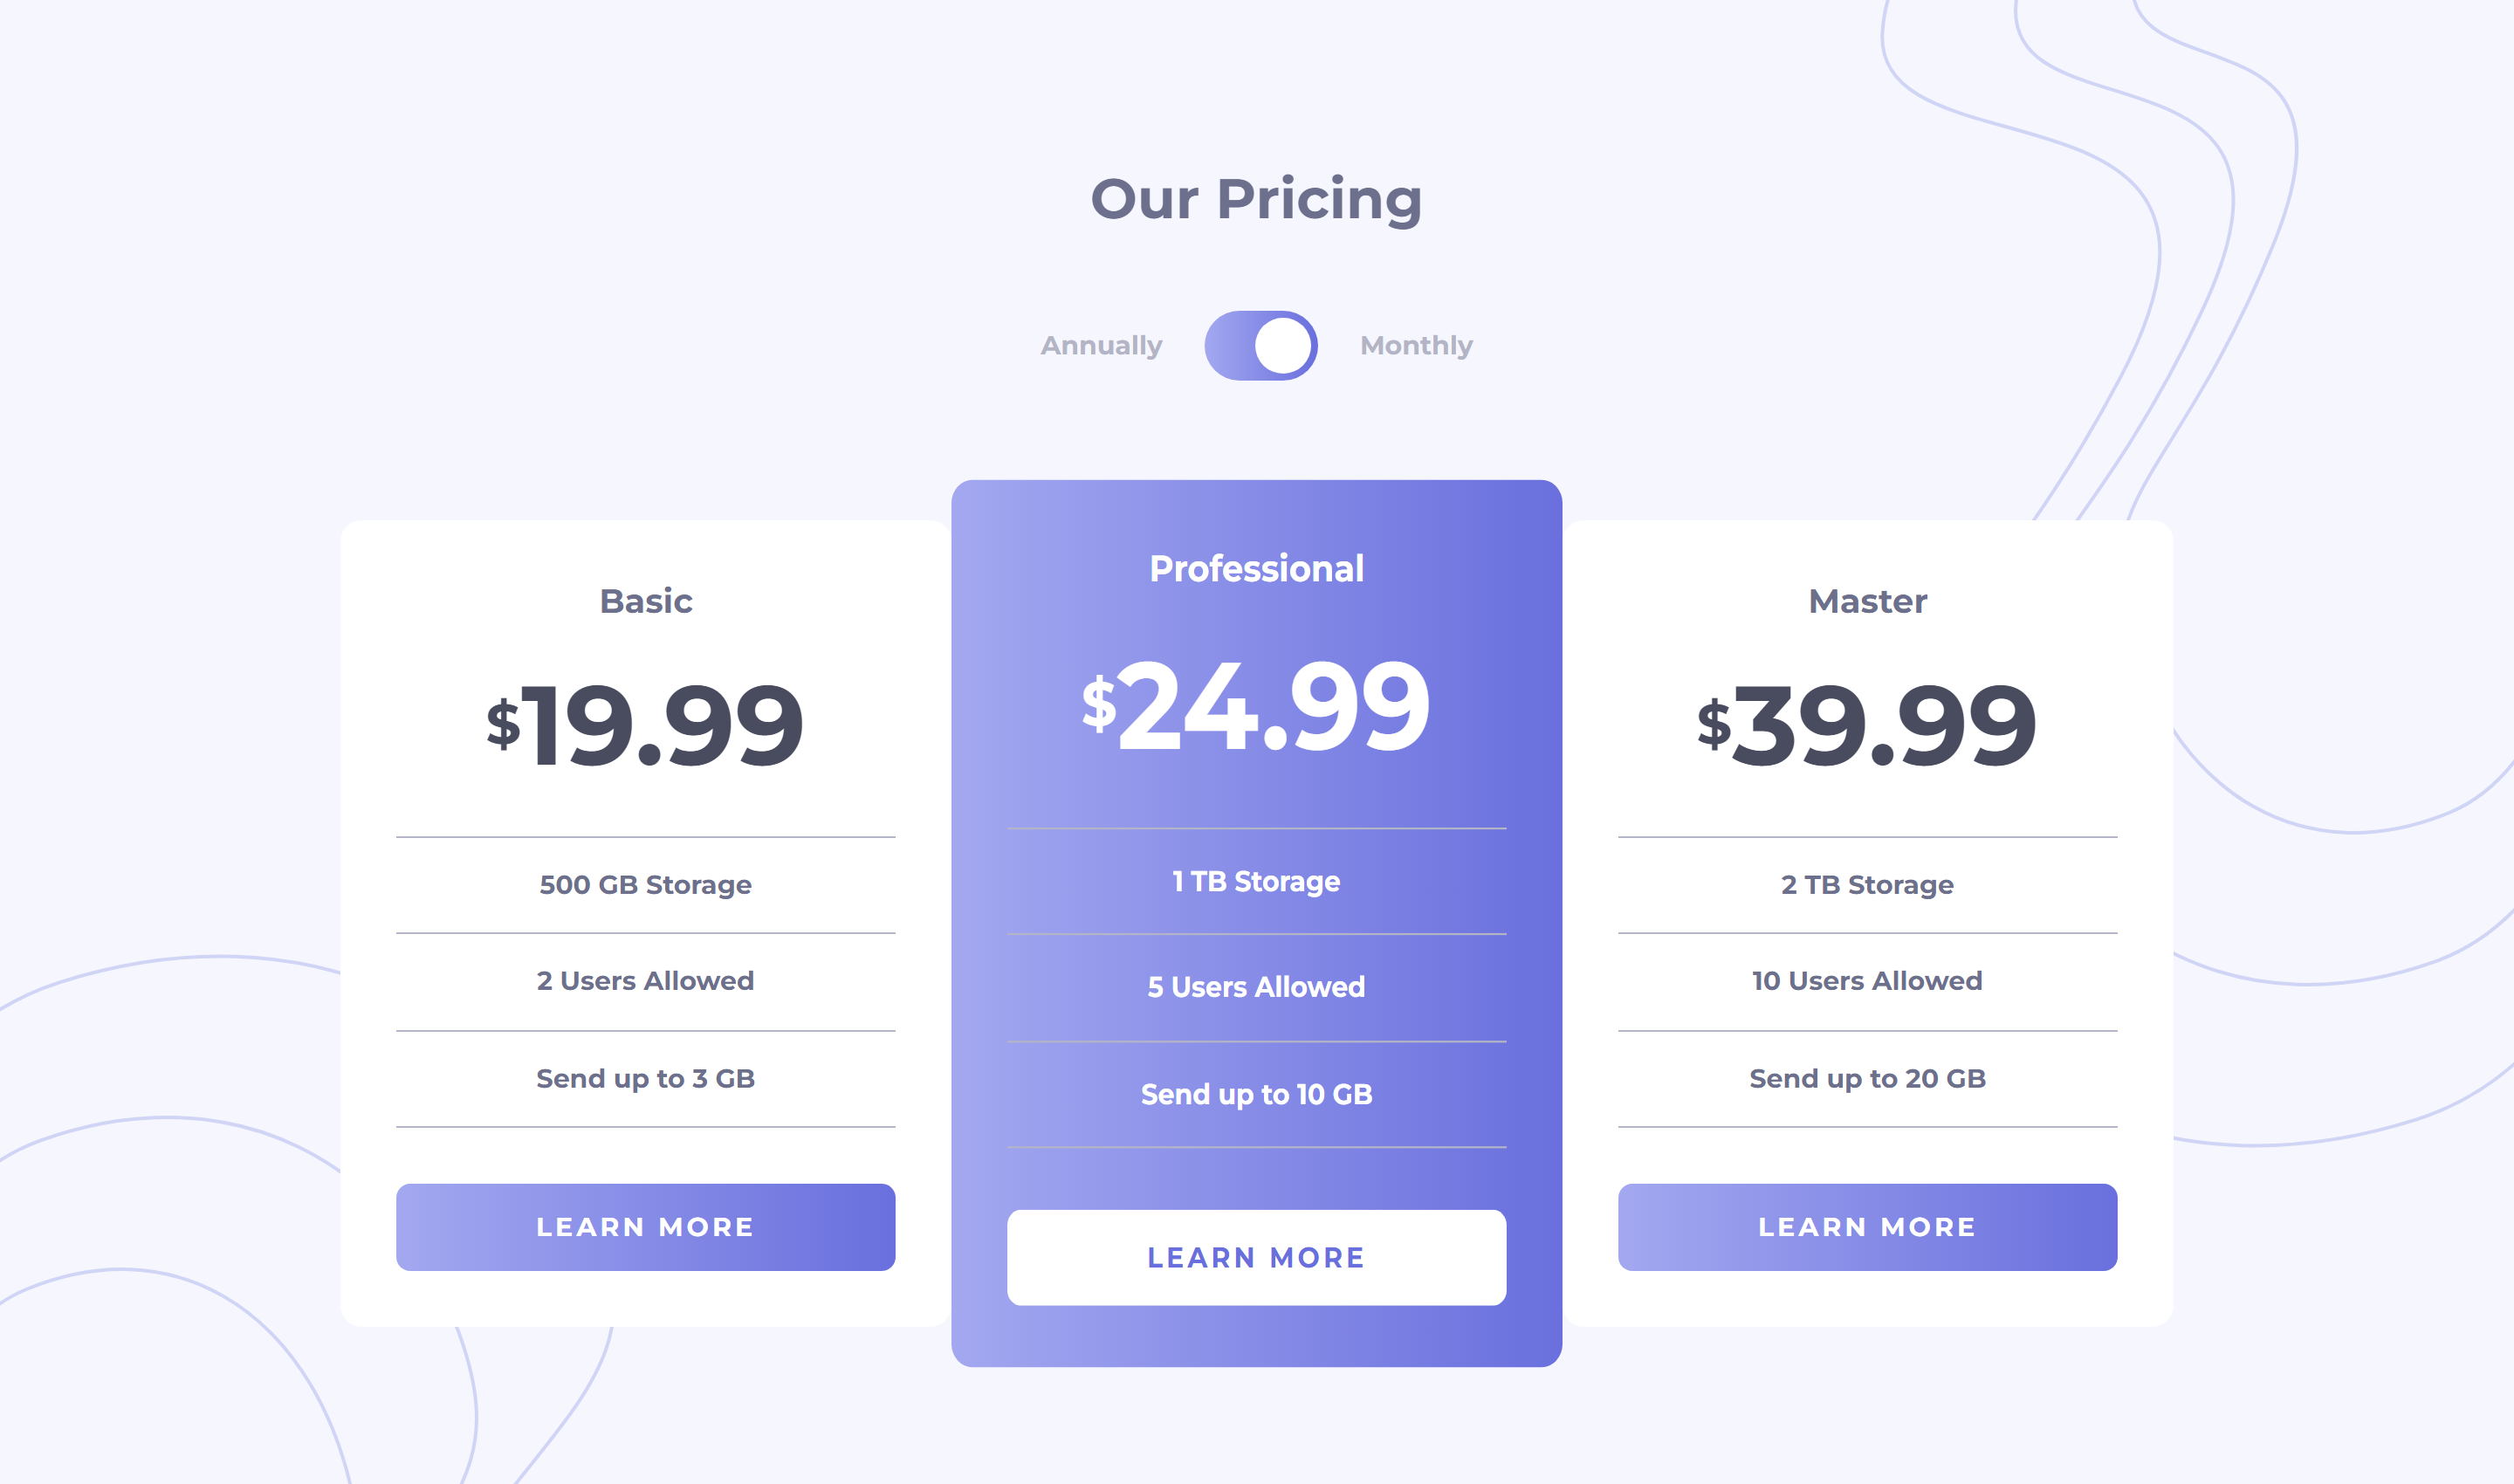 Our Pricing
Annually
Monthly
Basic
$19.99
500 GB Storage
2 Users Allowed
Send up to 3 GB
LEARN MORE
Professional
$24.99
1 TB Storage
5 Users Allowed
Send up to 10 GB
LEARN MORE
Master
$39.99
2 TB Storage
10 Users Allowed
Send up to 20 GB
LEARN MORE